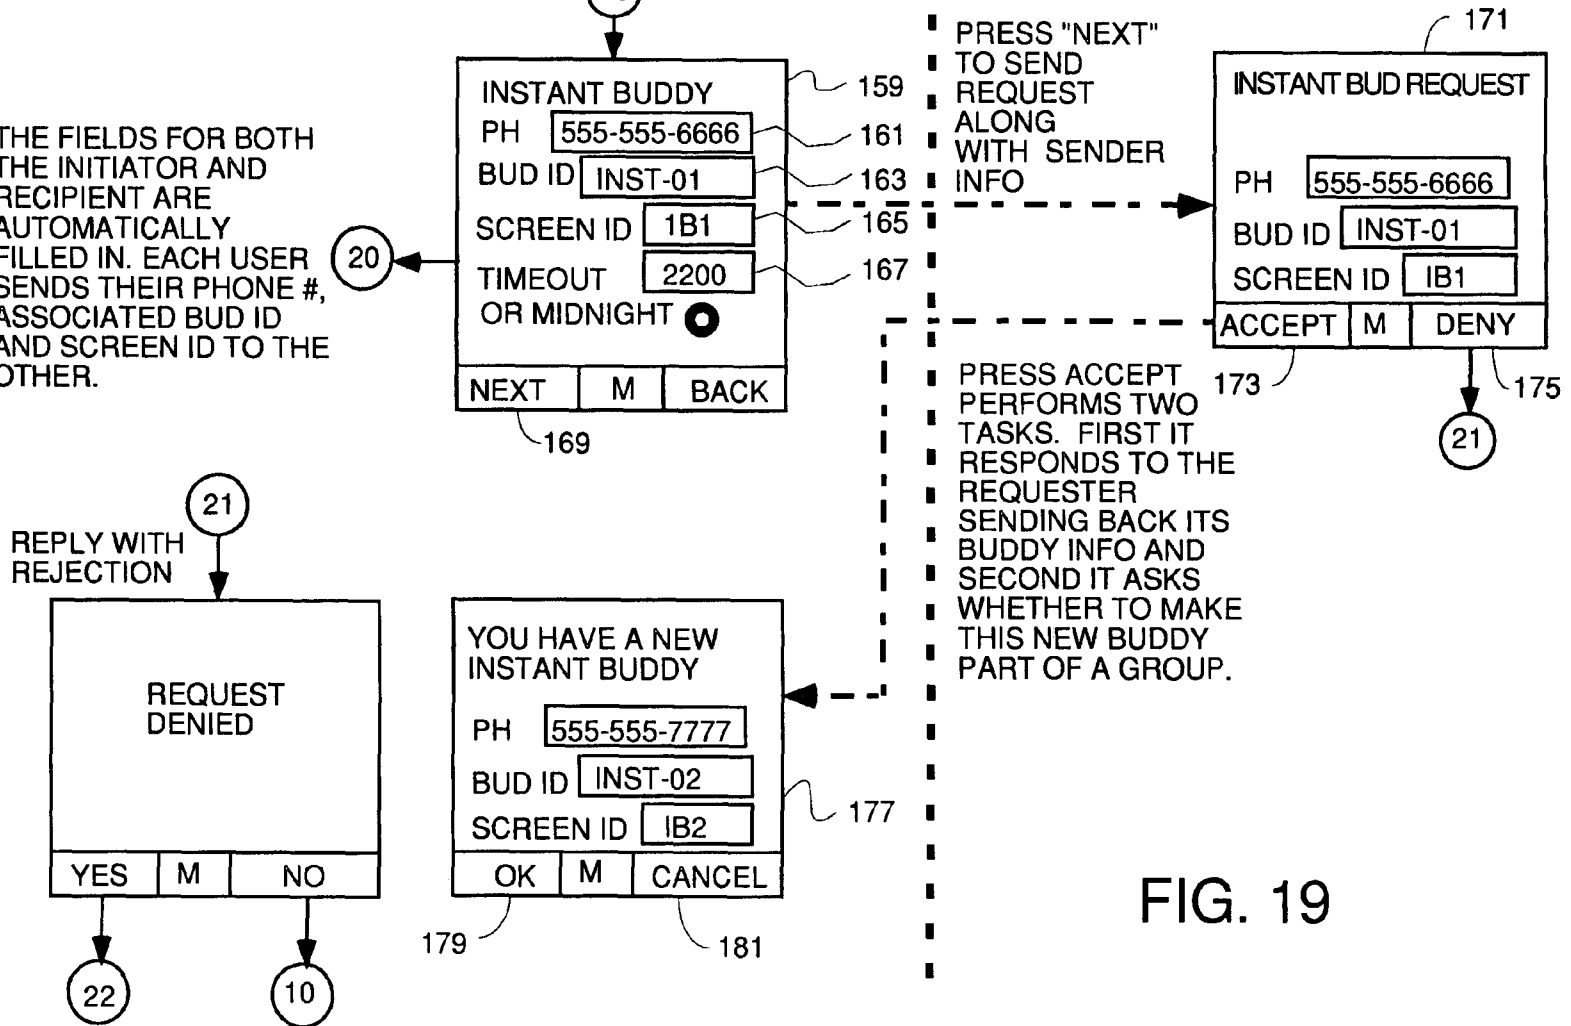 THE FIELDS FOR BOTH
THE INITIATOR AND
RECIPIENT ARE
AUTOMATICALLY
FILLED IN. EACH USER
SENDS THEIR PHONE #,
ASSOCIATED BUD ID
AND SCREEN ID TO THE
OTHER.
20
INSTANT BUDDY
PH 555-555-6666
BUD ID INST-01
SCREEN ID 1B1
TIMEOUT 2200
OR MIDNIGHT
NEXT M BACK
159
161
163
165
167
169
PRESS "NEXT"
TO SEND
REQUEST
ALONG
WITH SENDER
INFO
171
INSTANT BUD REQUEST
PH 555-555-6666
BUD ID INST-01
SCREEN ID IB1
ACCEPT M DENY
173
175
21
PRESS ACCEPT
PERFORMS TWO
TASKS. FIRST IT
RESPONDS TO THE
REQUESTER
SENDING BACK ITS
BUDDY INFO AND
SECOND IT ASKS
WHETHER TO MAKE
THIS NEW BUDDY
PART OF A GROUP.
21
REPLY WITH
REJECTION
REQUEST
DENIED
YES M NO
22
10
YOU HAVE A NEW
INSTANT BUDDY
PH 555-555-7777
BUD ID INST-02
SCREEN ID IB2
OK M CANCEL
177
179
181
FIG. 19